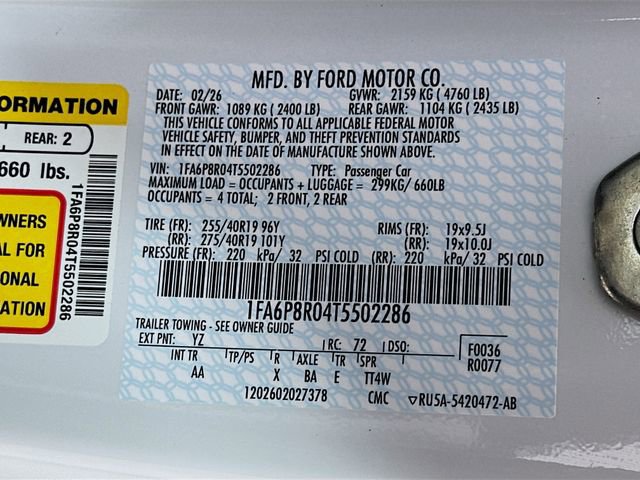 ORMATION
REAR: 2
660 lbs.
WNERS
AL FOR
IONAL
ATION
1FA6P8R04T5502286
MFD. BY FORD MOTOR CO.
DATE: 02/26 GVWR: 2159 KG ( 4760 LB)
FRONT GAWR: 1089 KG ( 2400 LB) REAR GAWR: 1104 KG ( 2435 LB)
THIS VEHICLE CONFORMS TO ALL APPLICABLE FEDERAL MOTOR
VEHICLE SAFETY, BUMPER, AND THEFT PREVENTION STANDARDS
IN EFFECT ON THE DATE OF MANUFACTURE SHOWN ABOVE.
VIN: 1FA6P8R04T5502286 TYPE: Passenger Car
MAXIMUM LOAD = OCCUPANTS + LUGGAGE = 299KG/ 660LB
OCCUPANTS = 4 TOTAL; 2 FRONT, 2 REAR
TIRE (FR): 255/40R19 96Y RIMS (FR): 19x9.5J
(RR): 275/40R19 101Y (RR): 19x10.0J
PRESSURE (FR): 220 kPa/ 32 PSI COLD (RR): 220 kPa/ 32 PSI COLD
1FA6P8R04T5502286
TRAILER TOWING - SEE OWNER GUIDE
EXT PNT: YZ RC: 72 DSO: F0036
INT TR TP/PS R AXLE TR SPR R0077
AA X BA E TT4W
1202602027378 CMC ▽RU5A-5420472-AB